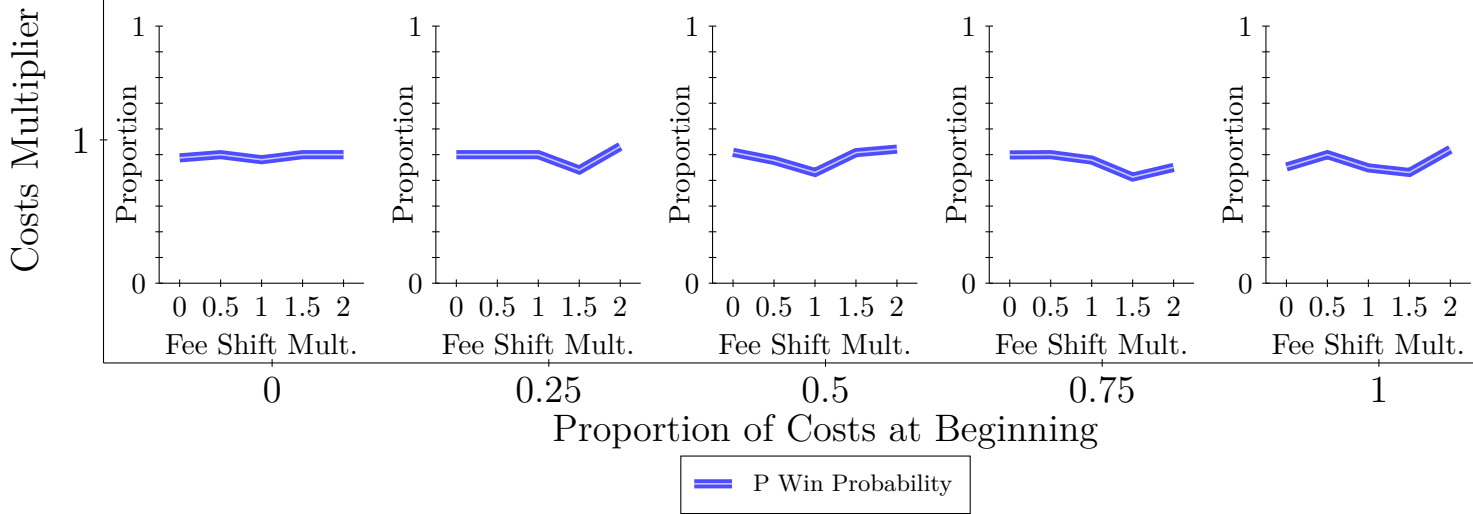 Costs Multiplier
1
1
Proportion
0
0 0.5 1 1.5 2
Fee Shift Mult.
1
Proportion
0
0 0.5 1 1.5 2
Fee Shift Mult.
1
Proportion
0
0 0.5 1 1.5 2
Fee Shift Mult.
1
Proportion
0
0 0.5 1 1.5 2
Fee Shift Mult.
1
Proportion
0
0 0.5 1 1.5 2
Fee Shift Mult.
0 0.25 0.5 0.75 1
Proportion of Costs at Beginning
P Win Probability